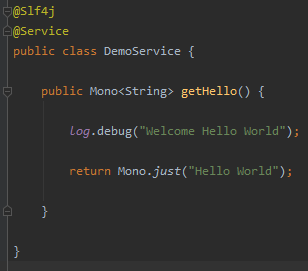 @Slf4j
@Service
public class DemoService {
public Mono<String> getHello() {
log.debug("Welcome Hello World");
return Mono.just("Hello World");
}
}